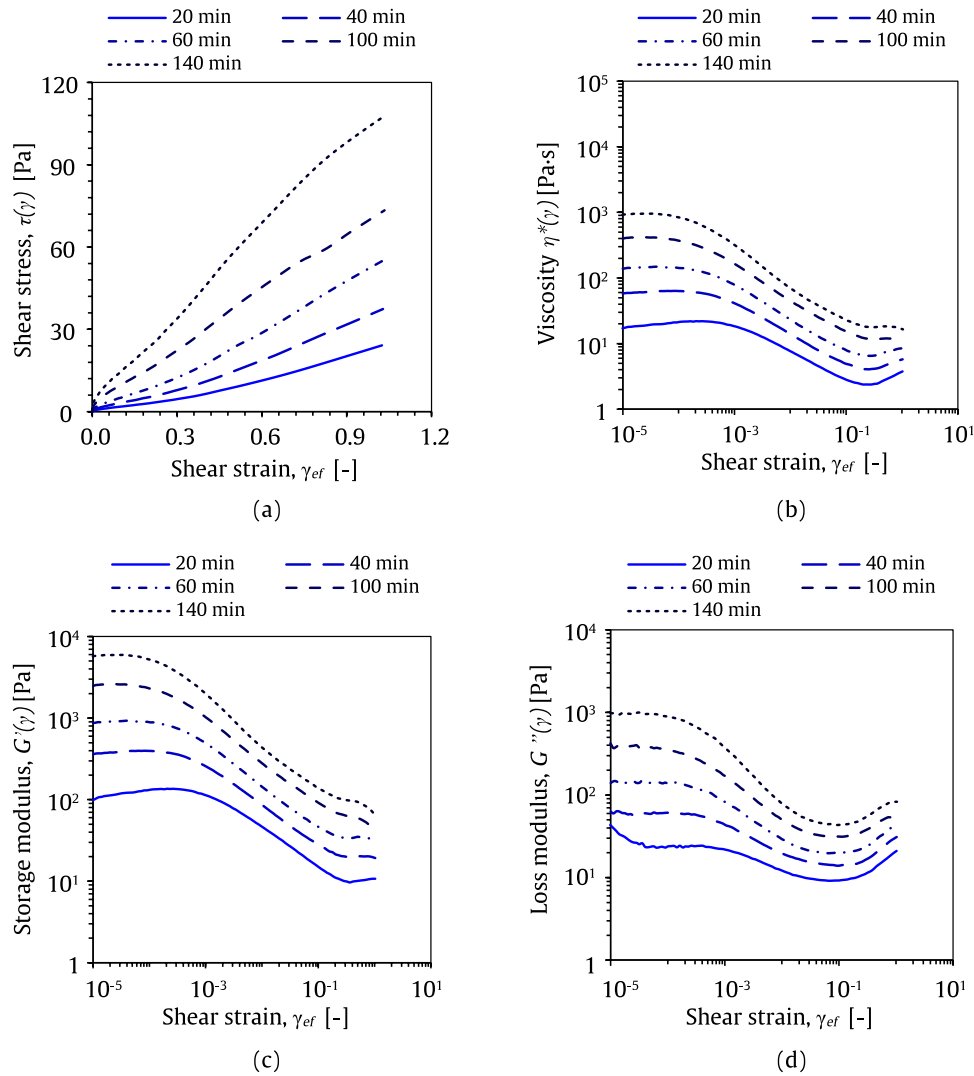 20 min 40 min
60 min 100 min
140 min
120
90
60
30
0
Shear stress, τ(γ) [Pa]
0.0 0.3 0.6 0.9 1.2
Shear strain, γef [-]
(a)
20 min 40 min
60 min 100 min
140 min
10^5
10^4
10^3
10^2
10^1
1
Viscosity η*(γ) [Pa·s]
10^-5 10^-3 10^-1 10^1
Shear strain, γef [-]
(b)
20 min 40 min
60 min 100 min
140 min
10^4
10^3
10^2
10^1
1
Storage modulus, G’(γ) [Pa]
10^-5 10^-3 10^-1 10^1
Shear strain, γef [-]
(c)
20 min 40 min
60 min 100 min
140 min
10^4
10^3
10^2
10^1
1
Loss modulus, G ”(γ) [Pa]
10^-5 10^-3 10^-1 10^1
Shear strain, γef [-]
(d)